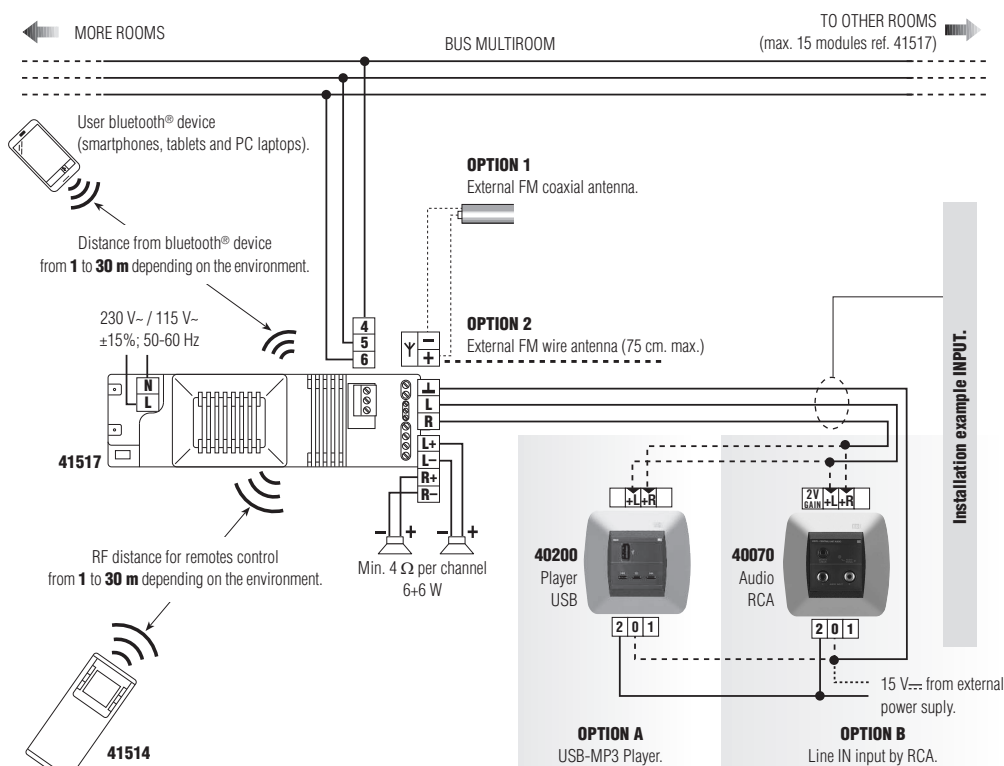 MORE ROOMS
BUS MULTIROOM
TO OTHER ROOMS
(max. 15 modules ref. 41517)
User bluetooth® device
(smartphones, tablets and PC laptops).
OPTION 1
External FM coaxial antenna.
Distance from bluetooth® device
from 1 to 30 m depending on the environment.
230 V~ / 115 V~
±15%; 50-60 Hz
4
5
6
−
+
OPTION 2
External FM wire antenna (75 cm. max.)
N
L
L
R
L+
L−
R+
R−
41517
− + − +
Min. 4 Ω per channel
6+6 W
RF distance for remotes control
from 1 to 30 m depending on the environment.
41514
+L +R
40200
Player
USB
2 0 1
OPTION A
USB-MP3 Player.
2V
GAIN +L +R
40070
Audio
RCA
2 0 1
15 V⎓ from external
power suply.
OPTION B
Line IN input by RCA.
Installation example INPUT.